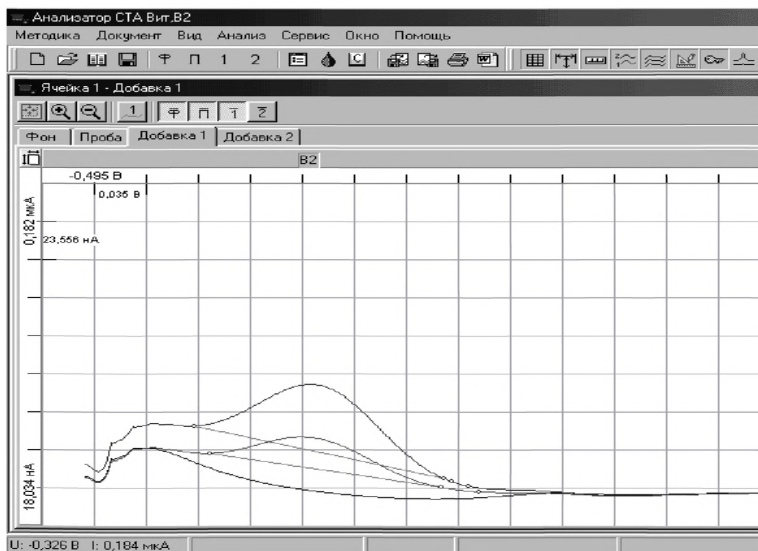 Анализатор СТА Вит.В2
Методика Документ Вид Анализ Сервис Окно Помощь
Ф П 1 2 С W
Ячейка 1 - Добавка 1
1 Ф П 1 2
Фон Проба Добавка 1 Добавка 2
I В2
-0,495 В
0,035 В
0,182 мкА
23,556 нА
18,034 нА
U: -0,326 В I: 0,184 мкА